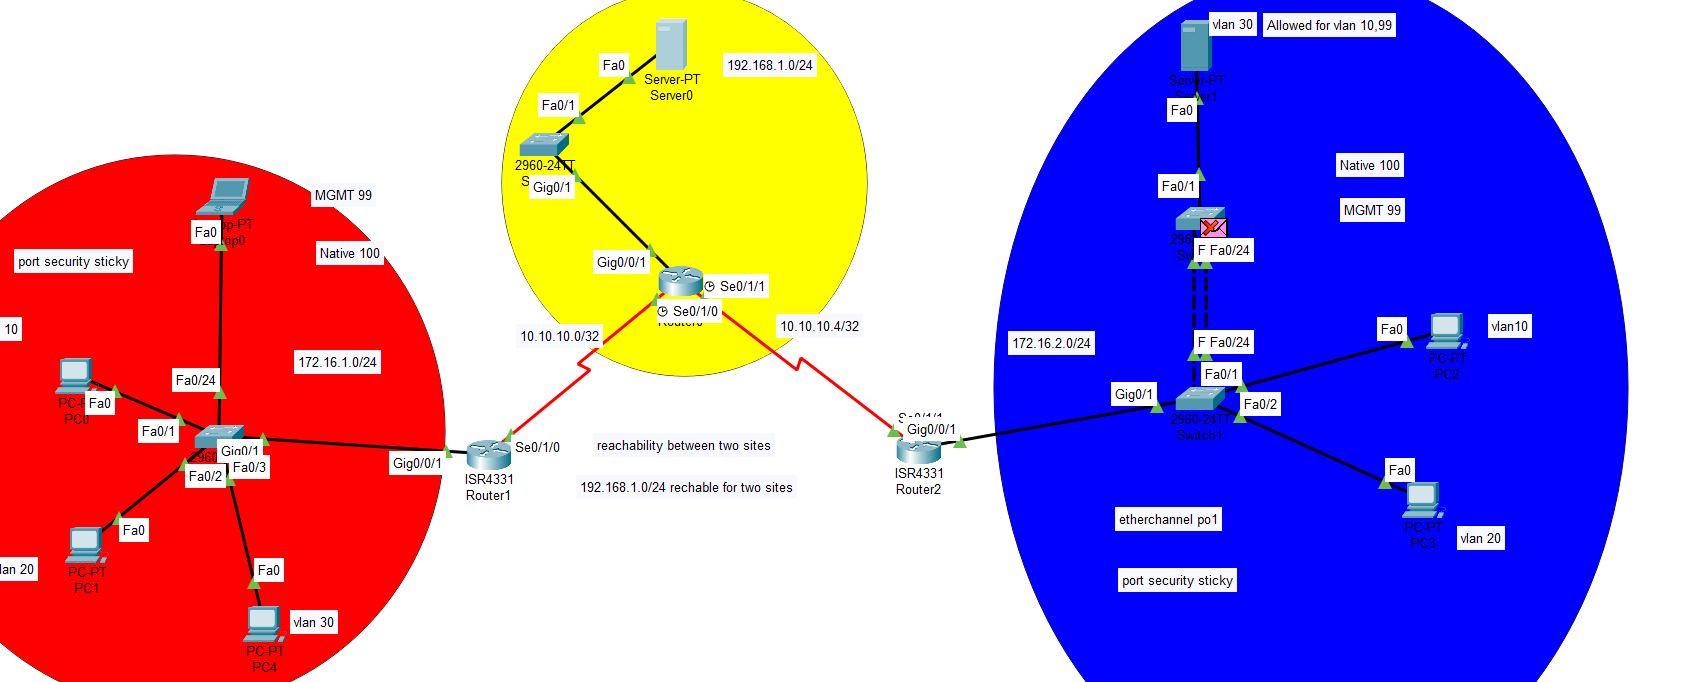 MGMT 99
Fa0
port security sticky
Native 100
10
172.16.1.0/24
Fa0/24
Fa0
PC0
Fa0/1
Gig0/1
Fa0/3
Fa0/2
Gig0/0/1
Fa0
lan 20
PC-PT
PC1
Fa0
vlan 30
PC-PT
PC4
Fa0
192.168.1.0/24
Server-PT
Server0
Fa0/1
2960-24TT
Gig0/1
Gig0/0/1
Se0/1/1
Se0/1/0
10.10.10.0/32
10.10.10.4/32
Se0/1/0
ISR4331
Router1
reachability between two sites
192.168.1.0/24 rechable for two sites
Gig0/0/1
ISR4331
Router2
vlan 30
Allowed for vlan 10,99
Server-PT
Server1
Fa0
Fa0/1
Native 100
MGMT 99
F
Fa0/24
172.16.2.0/24
F
Fa0/24
Fa0/1
Gig0/1
Fa0/2
2960-24TT
Switch1
Fa0
vlan10
PC-PT
PC2
Fa0
PC-PT
PC3
vlan 20
etherchannel po1
port security sticky